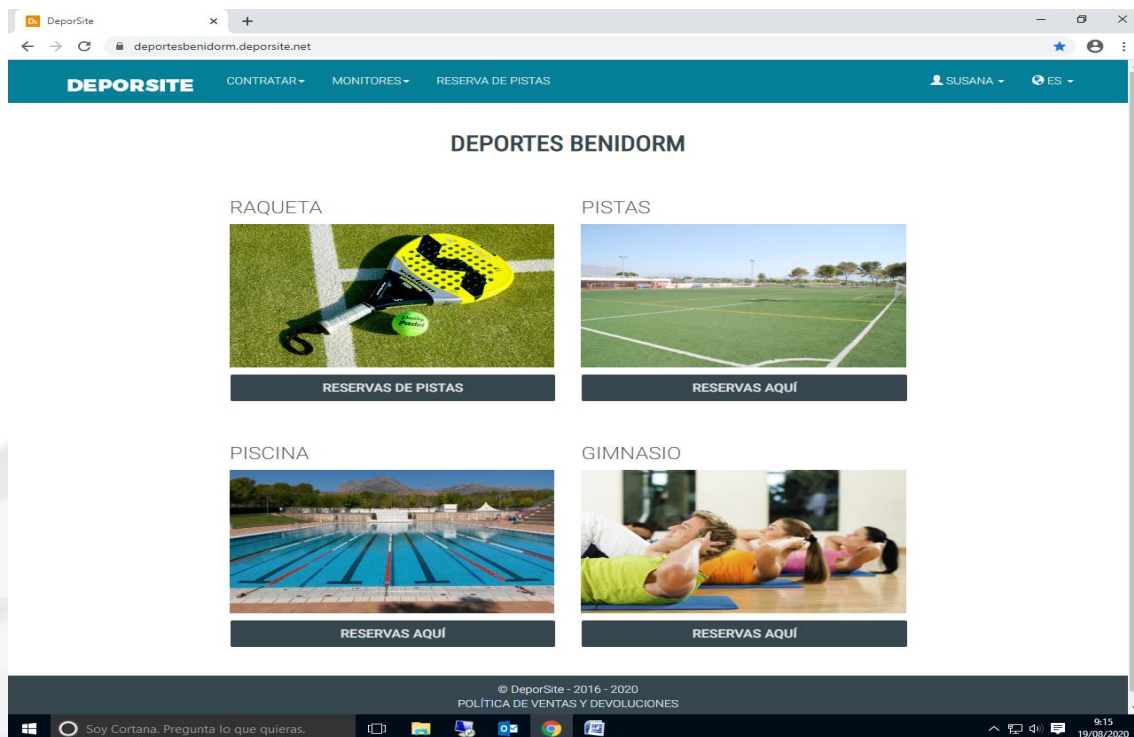 DeporSite
deportesbenidorm.deporsite.net
DEPORSITE CONTRATAR MONITORES RESERVA DE PISTAS SUSANA ES
DEPORTES BENIDORM
RAQUETA PISTAS
Padel
RESERVAS DE PISTAS RESERVAS AQUÍ
PISCINA GIMNASIO
RESERVAS AQUÍ RESERVAS AQUÍ
© DeporSite - 2016 - 2020
POLÍTICA DE VENTAS Y DEVOLUCIONES
Soy Cortana. Pregunta lo que quieras. 9:15
19/08/2020